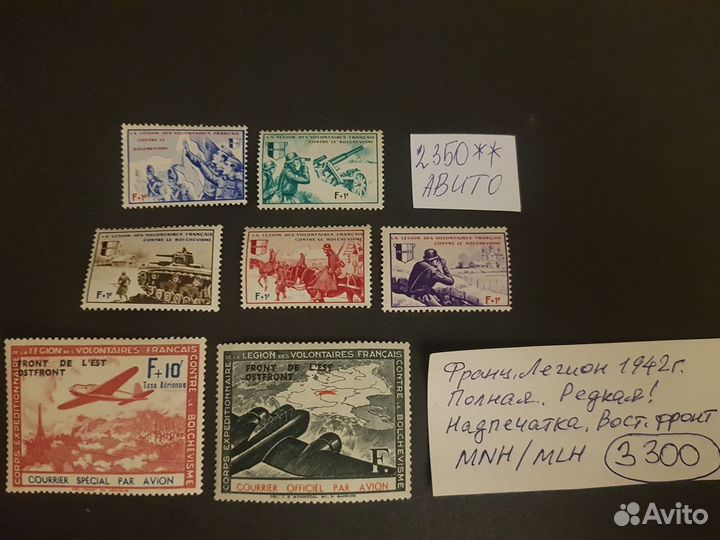 LA LÉGION DES VOLONTAIRES FRANÇAIS
CONTRE LE
BOLCHEVISME
F+1F
LA LÉGION DES VOLONTAIRES FRANÇAIS
CONTRE LE BOLCHEVISME
F+1F
2350**
АВИТО
LA LÉGION DES VOLONTAIRES FRANÇAIS
CONTRE LE BOLCHEVISME
F+1F
LA LÉGION DES VOLONTAIRES FRANÇAIS
CONTRE LE BOLCHEVISME
F+1F
LA LÉGION DES VOLONTAIRES FRANÇAIS
CONTRE LE BOLCHEVISME
F+1F
CORPS EXPÉDITIONNAIRE DE LA LÉGION DES VOLONTAIRES FRANÇAIS CONTRE LE BOLCHEVISME
FRONT DE L'EST
OSTFRONT
F+10F
Taxe Aérienne
COURRIER SPÉCIAL PAR AVION
CORPS EXPÉDITIONNAIRE DE LA LÉGION DES VOLONTAIRES FRANÇAIS CONTRE LE BOLCHEVISME
FRONT DE L'EST
OSTFRONT
F
COURRIER OFFICIEL PAR AVION
Франц. Легион 1942г.
Полная.. Редкая!
Надпечатка. Вост. фронт
MNH/MLH 3300
Avito